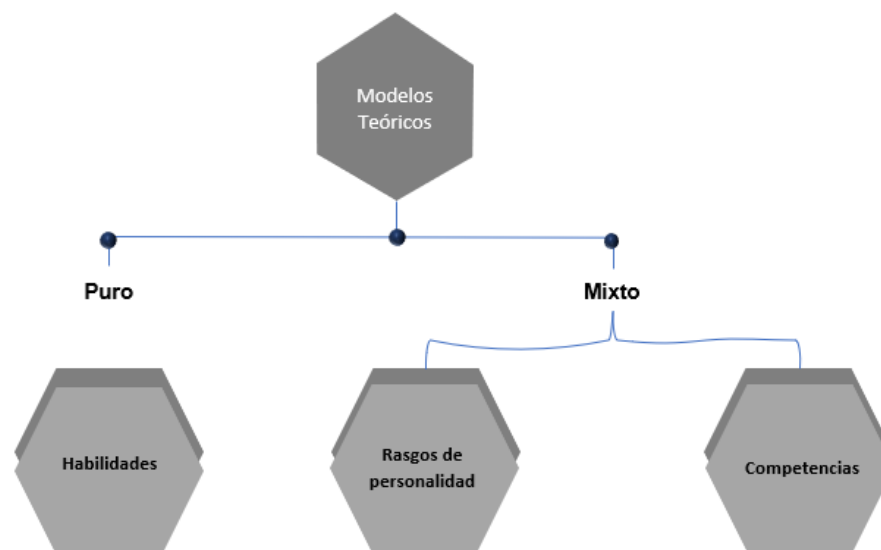 Modelos
Teóricos
Puro
Mixto
Habilidades
Rasgos de
personalidad
Competencias